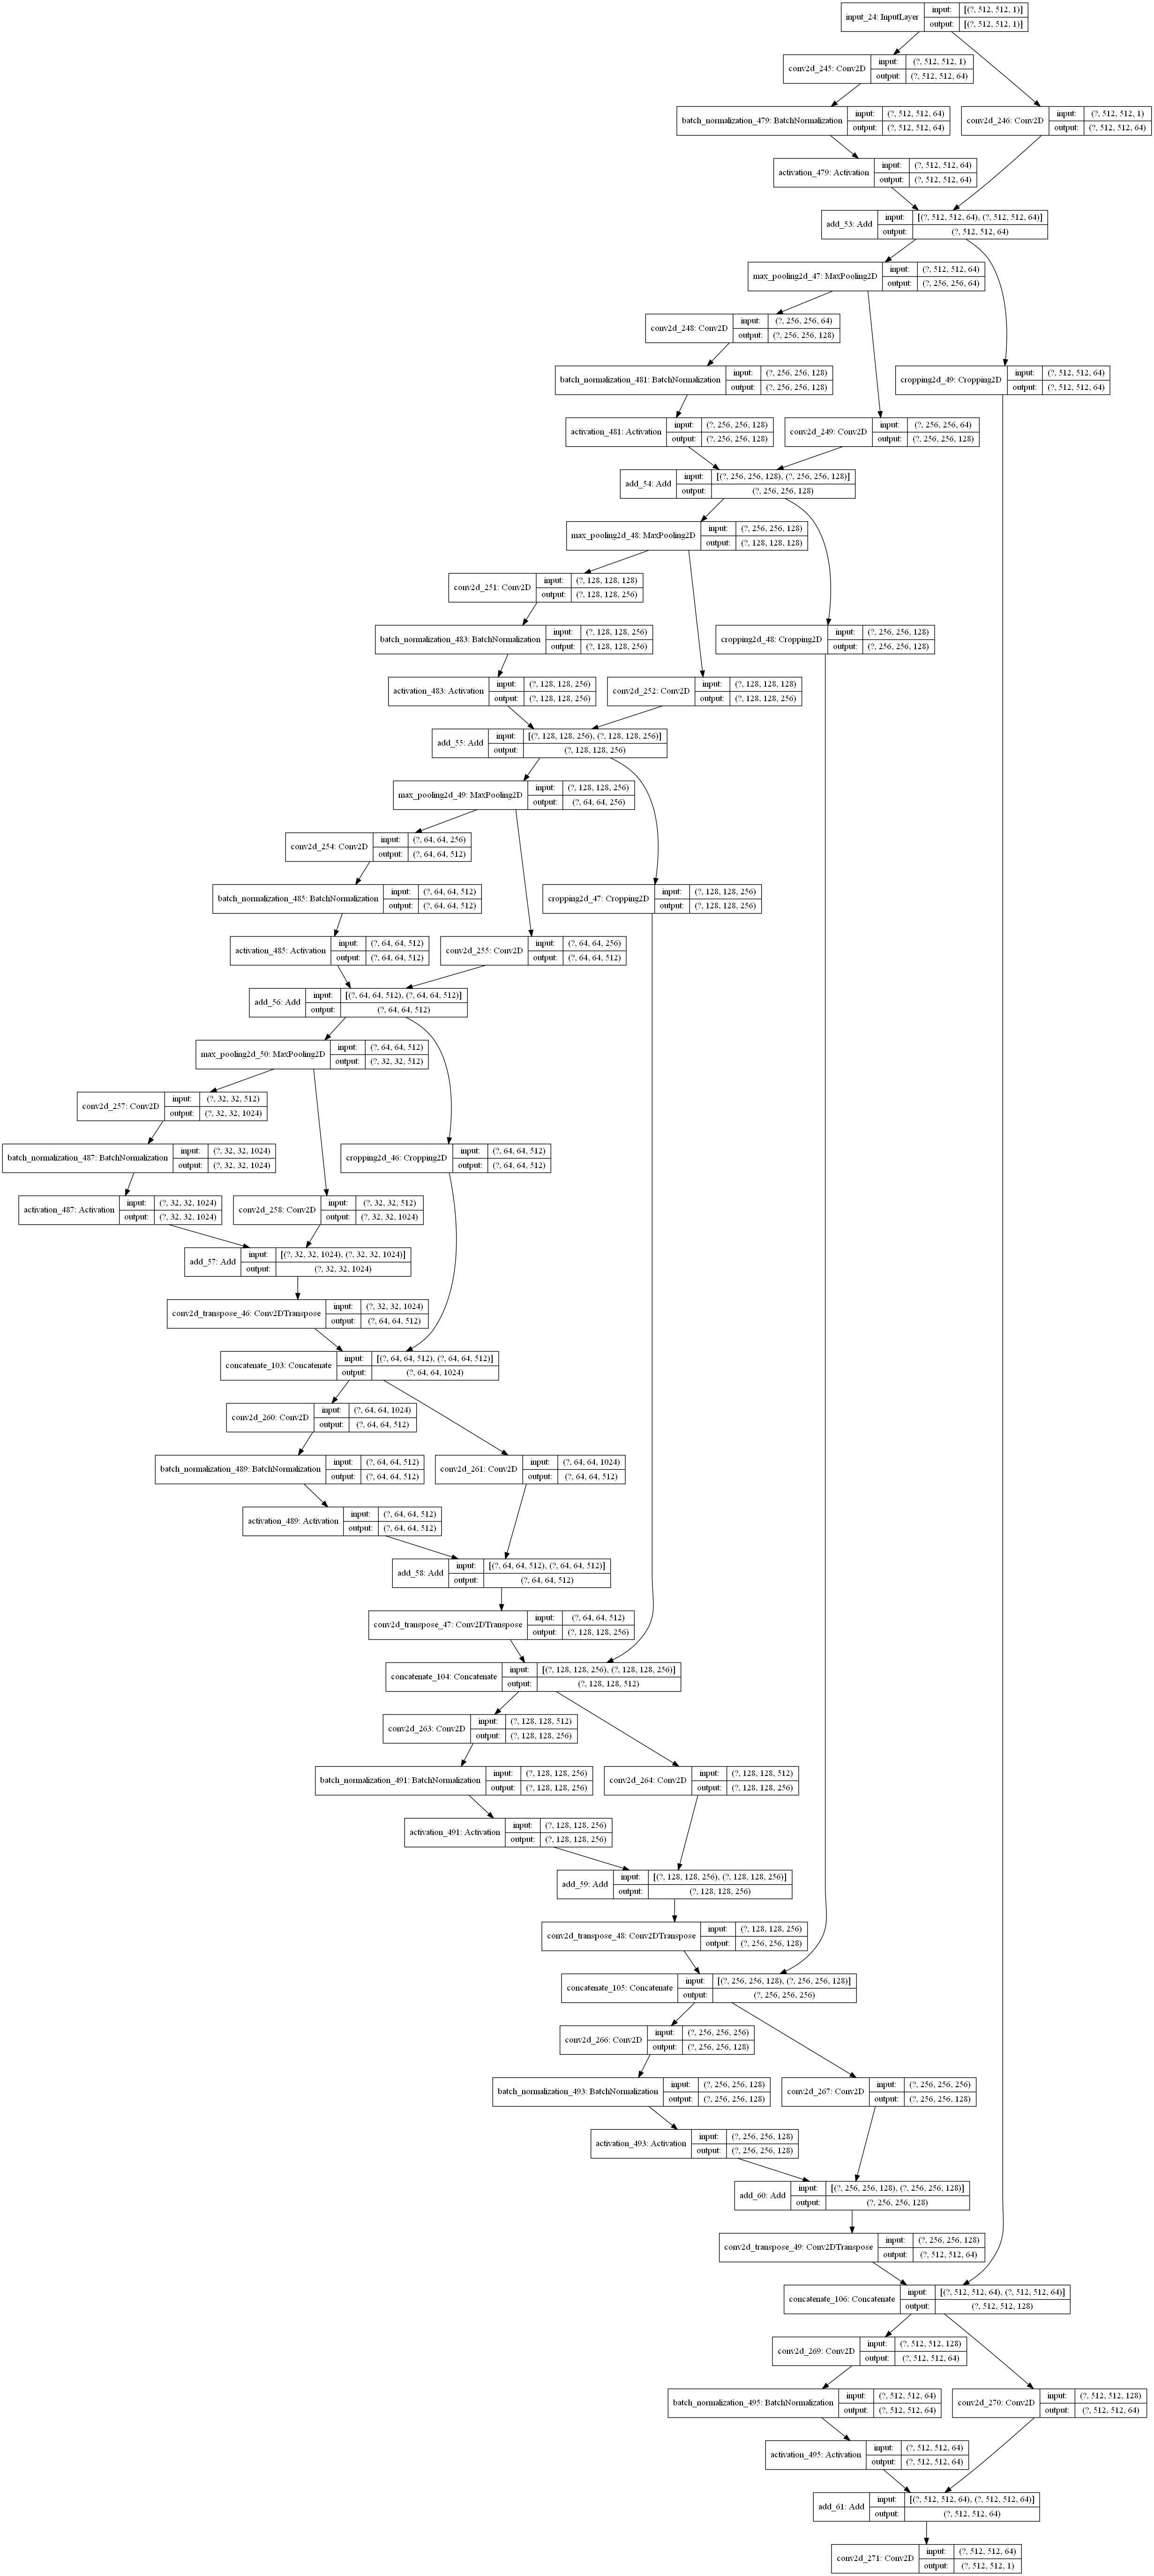 input_24: InputLayer
input: [(?, 512, 512, 1)]
output: [(?, 512, 512, 1)]
conv2d_245: Conv2D
input: (?, 512, 512, 1)
output: (?, 512, 512, 64)
batch_normalization_479: BatchNormalization
input: (?, 512, 512, 64)
output: (?, 512, 512, 64)
conv2d_246: Conv2D
input: (?, 512, 512, 1)
output: (?, 512, 512, 64)
activation_479: Activation
input: (?, 512, 512, 64)
output: (?, 512, 512, 64)
add_53: Add
input: [(?, 512, 512, 64), (?, 512, 512, 64)]
output: (?, 512, 512, 64)
max_pooling2d_47: MaxPooling2D
input: (?, 512, 512, 64)
output: (?, 256, 256, 64)
conv2d_248: Conv2D
input: (?, 256, 256, 64)
output: (?, 256, 256, 128)
batch_normalization_481: BatchNormalization
input: (?, 256, 256, 128)
output: (?, 256, 256, 128)
cropping2d_49: Cropping2D
input: (?, 512, 512, 64)
output: (?, 512, 512, 64)
activation_481: Activation
input: (?, 256, 256, 128)
output: (?, 256, 256, 128)
conv2d_249: Conv2D
input: (?, 256, 256, 64)
output: (?, 256, 256, 128)
add_54: Add
input: [(?, 256, 256, 128), (?, 256, 256, 128)]
output: (?, 256, 256, 128)
max_pooling2d_48: MaxPooling2D
input: (?, 256, 256, 128)
output: (?, 128, 128, 128)
conv2d_251: Conv2D
input: (?, 128, 128, 128)
output: (?, 128, 128, 256)
batch_normalization_483: BatchNormalization
input: (?, 128, 128, 256)
output: (?, 128, 128, 256)
cropping2d_48: Cropping2D
input: (?, 256, 256, 128)
output: (?, 256, 256, 128)
activation_483: Activation
input: (?, 128, 128, 256)
output: (?, 128, 128, 256)
conv2d_252: Conv2D
input: (?, 128, 128, 128)
output: (?, 128, 128, 256)
add_55: Add
input: [(?, 128, 128, 256), (?, 128, 128, 256)]
output: (?, 128, 128, 256)
max_pooling2d_49: MaxPooling2D
input: (?, 128, 128, 256)
output: (?, 64, 64, 256)
conv2d_254: Conv2D
input: (?, 64, 64, 256)
output: (?, 64, 64, 512)
batch_normalization_485: BatchNormalization
input: (?, 64, 64, 512)
output: (?, 64, 64, 512)
cropping2d_47: Cropping2D
input: (?, 128, 128, 256)
output: (?, 128, 128, 256)
activation_485: Activation
input: (?, 64, 64, 512)
output: (?, 64, 64, 512)
conv2d_255: Conv2D
input: (?, 64, 64, 256)
output: (?, 64, 64, 512)
add_56: Add
input: [(?, 64, 64, 512), (?, 64, 64, 512)]
output: (?, 64, 64, 512)
max_pooling2d_50: MaxPooling2D
input: (?, 64, 64, 512)
output: (?, 32, 32, 512)
conv2d_257: Conv2D
input: (?, 32, 32, 512)
output: (?, 32, 32, 1024)
batch_normalization_487: BatchNormalization
input: (?, 32, 32, 1024)
output: (?, 32, 32, 1024)
cropping2d_46: Cropping2D
input: (?, 64, 64, 512)
output: (?, 64, 64, 512)
activation_487: Activation
input: (?, 32, 32, 1024)
output: (?, 32, 32, 1024)
conv2d_258: Conv2D
input: (?, 32, 32, 512)
output: (?, 32, 32, 1024)
add_57: Add
input: [(?, 32, 32, 1024), (?, 32, 32, 1024)]
output: (?, 32, 32, 1024)
conv2d_transpose_46: Conv2DTranspose
input: (?, 32, 32, 1024)
output: (?, 64, 64, 512)
concatenate_103: Concatenate
input: [(?, 64, 64, 512), (?, 64, 64, 512)]
output: (?, 64, 64, 1024)
conv2d_260: Conv2D
input: (?, 64, 64, 1024)
output: (?, 64, 64, 512)
batch_normalization_489: BatchNormalization
input: (?, 64, 64, 512)
output: (?, 64, 64, 512)
conv2d_261: Conv2D
input: (?, 64, 64, 1024)
output: (?, 64, 64, 512)
activation_489: Activation
input: (?, 64, 64, 512)
output: (?, 64, 64, 512)
add_58: Add
input: [(?, 64, 64, 512), (?, 64, 64, 512)]
output: (?, 64, 64, 512)
conv2d_transpose_47: Conv2DTranspose
input: (?, 64, 64, 512)
output: (?, 128, 128, 256)
concatenate_104: Concatenate
input: [(?, 128, 128, 256), (?, 128, 128, 256)]
output: (?, 128, 128, 512)
conv2d_263: Conv2D
input: (?, 128, 128, 512)
output: (?, 128, 128, 256)
batch_normalization_491: BatchNormalization
input: (?, 128, 128, 256)
output: (?, 128, 128, 256)
conv2d_264: Conv2D
input: (?, 128, 128, 512)
output: (?, 128, 128, 256)
activation_491: Activation
input: (?, 128, 128, 256)
output: (?, 128, 128, 256)
add_59: Add
input: [(?, 128, 128, 256), (?, 128, 128, 256)]
output: (?, 128, 128, 256)
conv2d_transpose_48: Conv2DTranspose
input: (?, 128, 128, 256)
output: (?, 256, 256, 128)
concatenate_105: Concatenate
input: [(?, 256, 256, 128), (?, 256, 256, 128)]
output: (?, 256, 256, 256)
conv2d_266: Conv2D
input: (?, 256, 256, 256)
output: (?, 256, 256, 128)
batch_normalization_493: BatchNormalization
input: (?, 256, 256, 128)
output: (?, 256, 256, 128)
conv2d_267: Conv2D
input: (?, 256, 256, 256)
output: (?, 256, 256, 128)
activation_493: Activation
input: (?, 256, 256, 128)
output: (?, 256, 256, 128)
add_60: Add
input: [(?, 256, 256, 128), (?, 256, 256, 128)]
output: (?, 256, 256, 128)
conv2d_transpose_49: Conv2DTranspose
input: (?, 256, 256, 128)
output: (?, 512, 512, 64)
concatenate_106: Concatenate
input: [(?, 512, 512, 64), (?, 512, 512, 64)]
output: (?, 512, 512, 128)
conv2d_269: Conv2D
input: (?, 512, 512, 128)
output: (?, 512, 512, 64)
batch_normalization_495: BatchNormalization
input: (?, 512, 512, 64)
output: (?, 512, 512, 64)
conv2d_270: Conv2D
input: (?, 512, 512, 128)
output: (?, 512, 512, 64)
activation_495: Activation
input: (?, 512, 512, 64)
output: (?, 512, 512, 64)
add_61: Add
input: [(?, 512, 512, 64), (?, 512, 512, 64)]
output: (?, 512, 512, 64)
conv2d_271: Conv2D
input: (?, 512, 512, 64)
output: (?, 512, 512, 1)